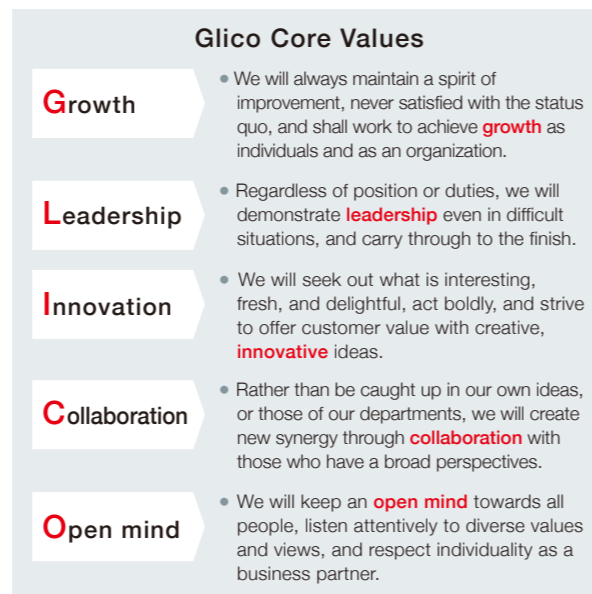 Glico Core Values
Growth
• We will always maintain a spirit of
improvement, never satisfied with the status
quo, and shall work to achieve growth as
individuals and as an organization.
Leadership
• Regardless of position or duties, we will
demonstrate leadership even in difficult
situations, and carry through to the finish.
Innovation
• We will seek out what is interesting,
fresh, and delightful, act boldly, and strive
to offer customer value with creative,
innovative ideas.
Collaboration
• Rather than be caught up in our own ideas,
or those of our departments, we will create
new synergy through collaboration with
those who have a broad perspectives.
Open mind
• We will keep an open mind towards all
people, listen attentively to diverse values
and views, and respect individuality as a
business partner.